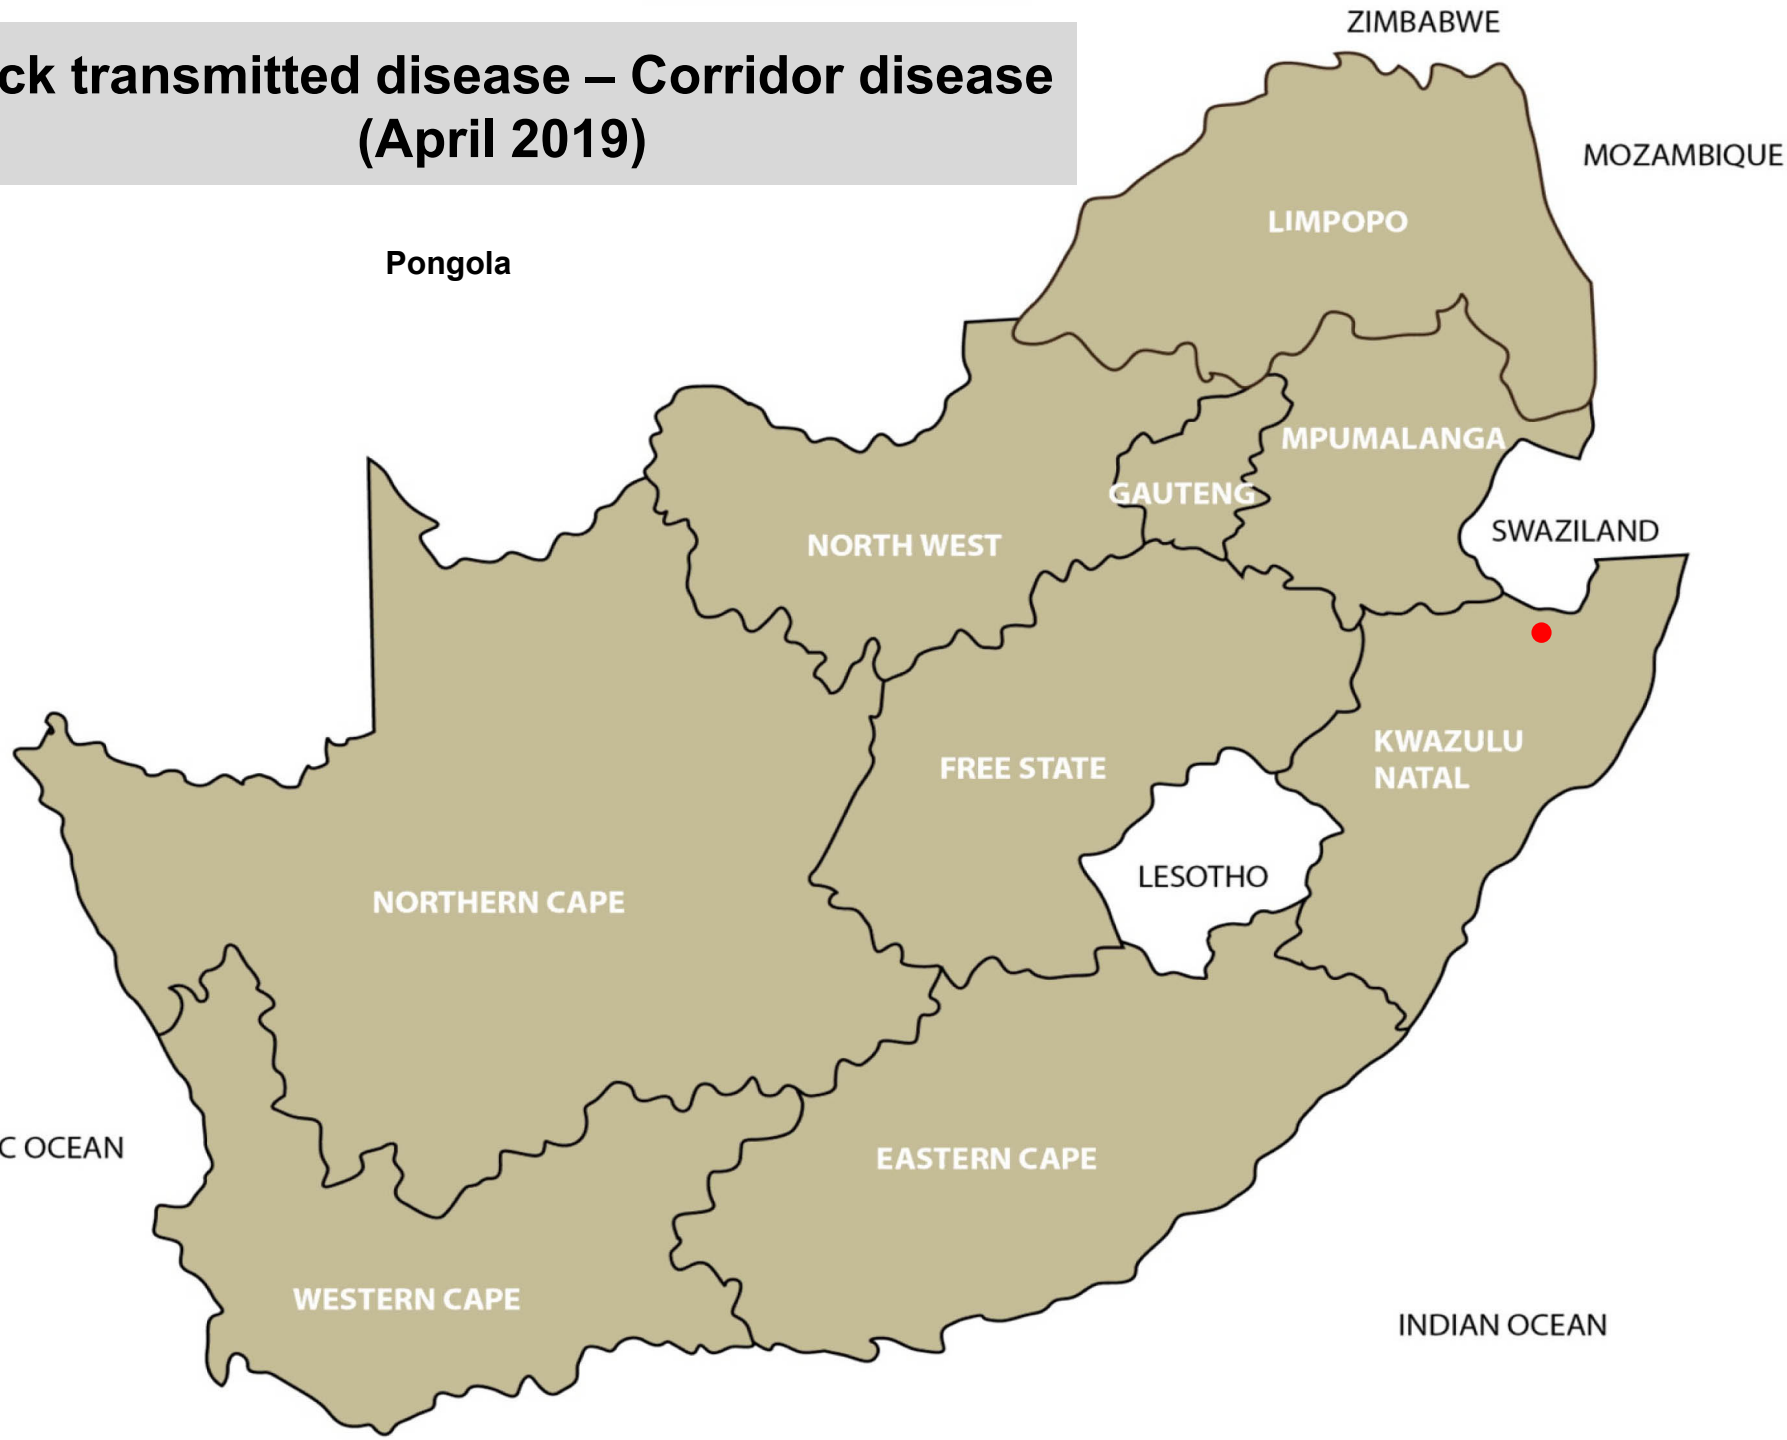 ck transmitted disease – Corridor disease
(April 2019)
ZIMBABWE
MOZAMBIQUE
LIMPOPO
Pongola
MPUMALANGA
GAUTENG
SWAZILAND
NORTH WEST
KWAZULU
NATAL
FREE STATE
LESOTHO
NORTHERN CAPE
C OCEAN
EASTERN CAPE
WESTERN CAPE
INDIAN OCEAN